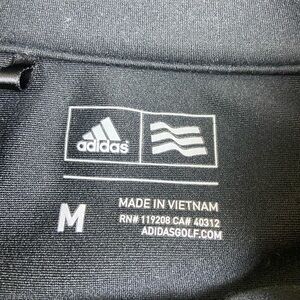 adidas
M
MADE IN VIETNAM
RN# 119208 CA# 40312
ADIDASGOLF.COM